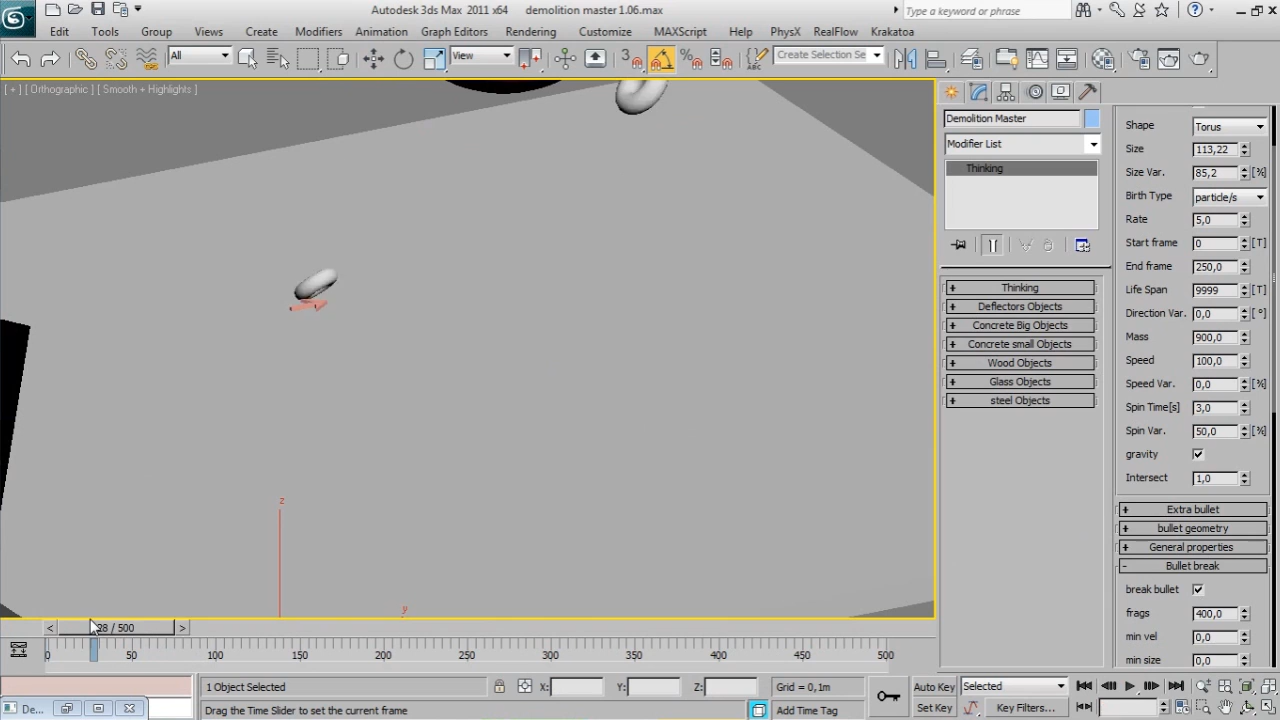 Autodesk 3ds Max 2011 x64 demolition master 1.06.max
Type a keyword or phrase
Edit Tools Group Views Create Modifiers Animation Graph Editors Rendering Customize MAXScript Help PhysX RealFlow Krakatoa
All View Create Selection Se
[ + ] [ Orthographic ] [ Smooth + Highlights ]
Demolition Master
Modifier List
Thinking
+ Thinking
+ Deflectors Objects
+ Concrete Big Objects
+ Concrete small Objects
+ Wood Objects
+ Glass Objects
+ steel Objects
Shape Torus
Size 113,22
Size Var. 85,2 [%]
Birth Type particle/s
Rate 5,0
Start frame 0 [T]
End frame 250,0
Life Span 9999 [T]
Direction Var. 0,0 [°]
Mass 900,0
Speed 100,0
Speed Var. 0,0 [%]
Spin Time[s] 3,0
Spin Var. 50,0 [%]
gravity
Intersect 1,0
+ Extra bullet
+ bullet geometry
+ General properties
- Bullet break
break bullet
frags 400,0
min vel 0,0
min size 0,0
z
y
< 28 / 500 >
0 50 100 150 200 250 300 350 400 450 500
1 Object Selected X: Y: Z: Grid = 0,1m Auto Key Selected
De... Drag the Time Slider to set the current frame Add Time Tag Set Key Key Filters...